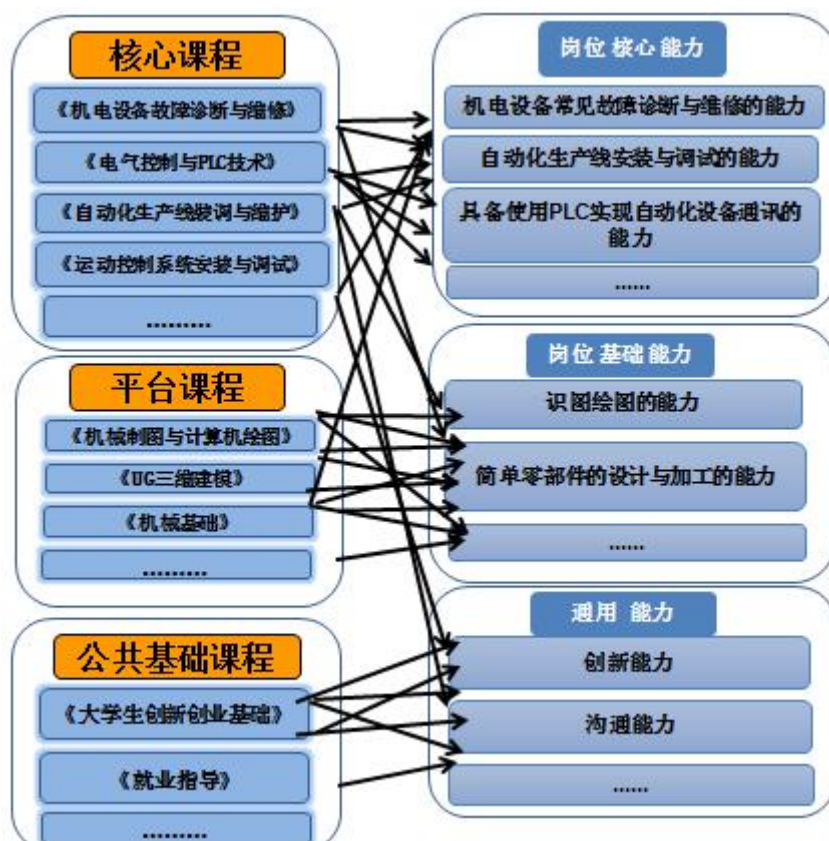 核心课程
《机电设备故障诊断与维修》
《电气控制与PLC技术》
《自动化生产线装调与维护》
《运动控制系统安装与调试》
.........
平台课程
《机械制图与计算机绘图》
《UG三维建模》
《机械基础》
.........
公共基础课程
《大学生创新创业基础》
《就业指导》
.........
岗位核心能力
机电设备常见故障诊断与维修的能力
自动化生产线安装与调试的能力
具备使用PLC实现自动化设备通讯的
能力
......
岗位基础能力
识图绘图的能力
简单零部件的设计与加工的能力
......
通用 能力
创新能力
沟通能力
......